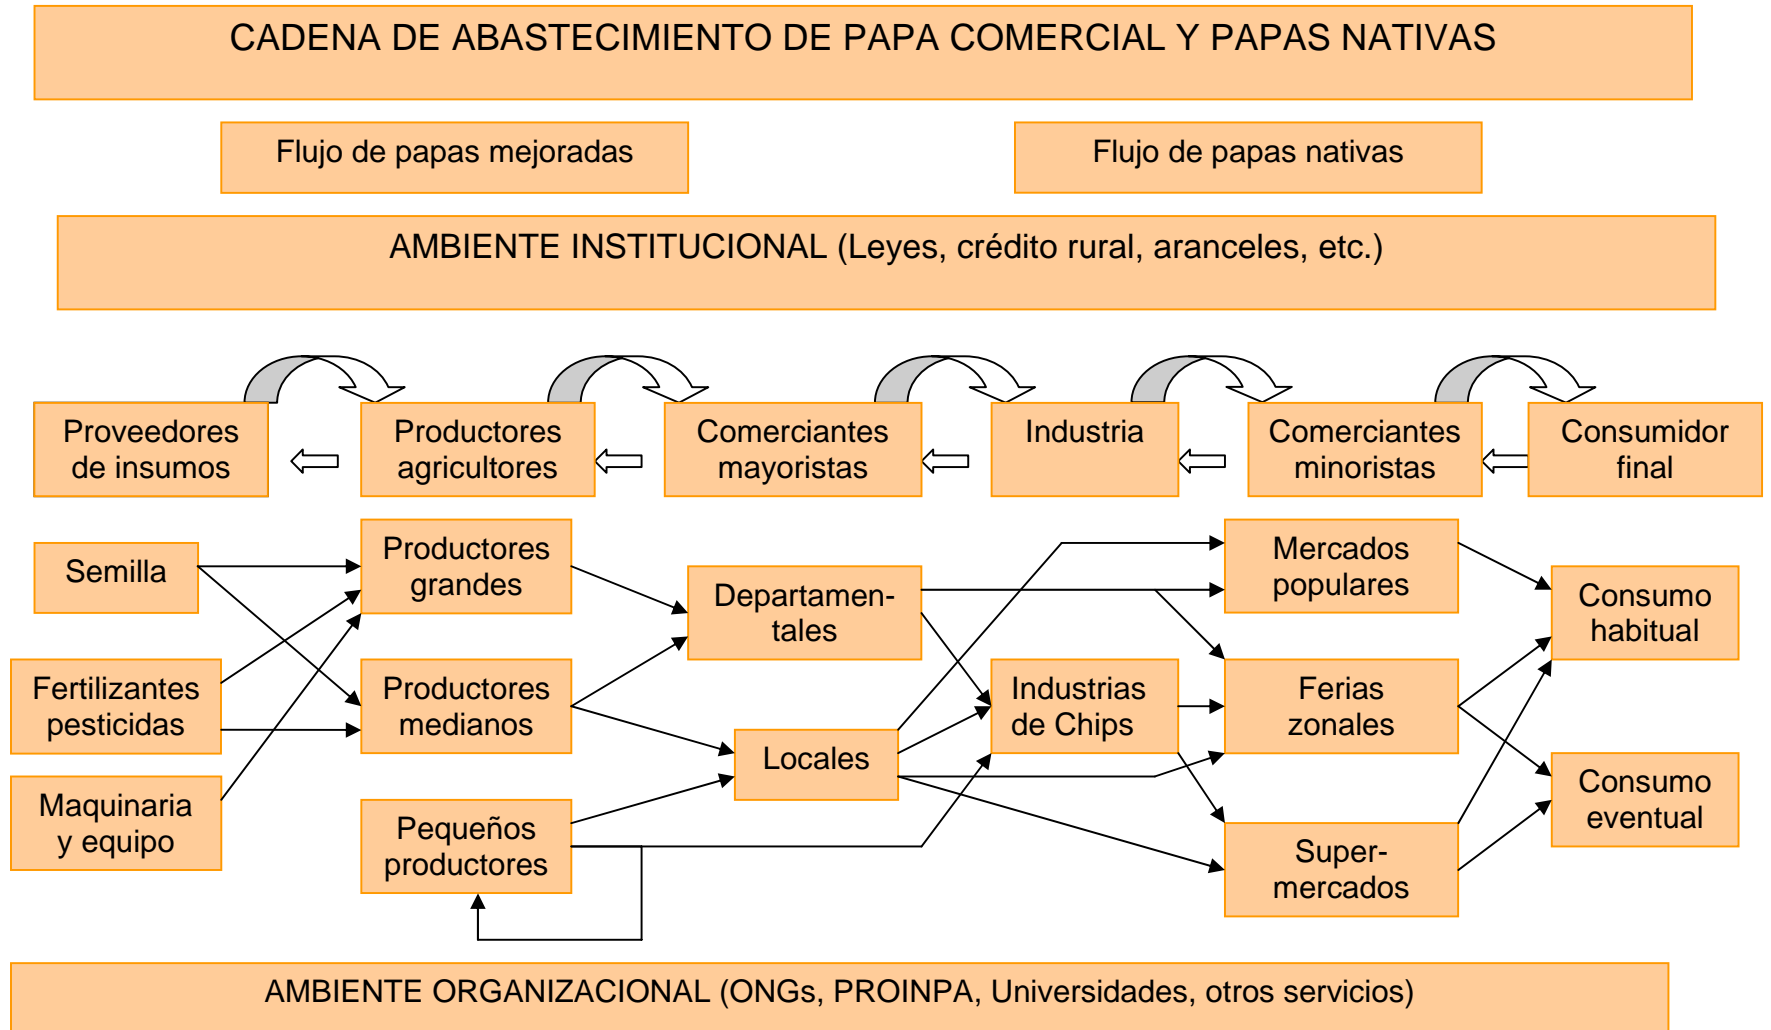 CADENA DE ABASTECIMIENTO DE PAPA COMERCIAL Y PAPAS NATIVAS
Flujo de papas mejoradas
Flujo de papas nativas
AMBIENTE INSTITUCIONAL (Leyes, crédito rural, aranceles, etc.)
Proveedores
de insumos
Productores
agricultores
Comerciantes
mayoristas
Industria
Comerciantes
minoristas
Consumidor
final
Semilla
Fertilizantes
pesticidas
Maquinaria
y equipo
Productores
grandes
Productores
medianos
Pequeños
productores
Departamen-
tales
Locales
Industrias
de Chips
Mercados
populares
Ferias
zonales
Super-
mercados
Consumo
habitual
Consumo
eventual
AMBIENTE ORGANIZACIONAL (ONGs, PROINPA, Universidades, otros servicios)